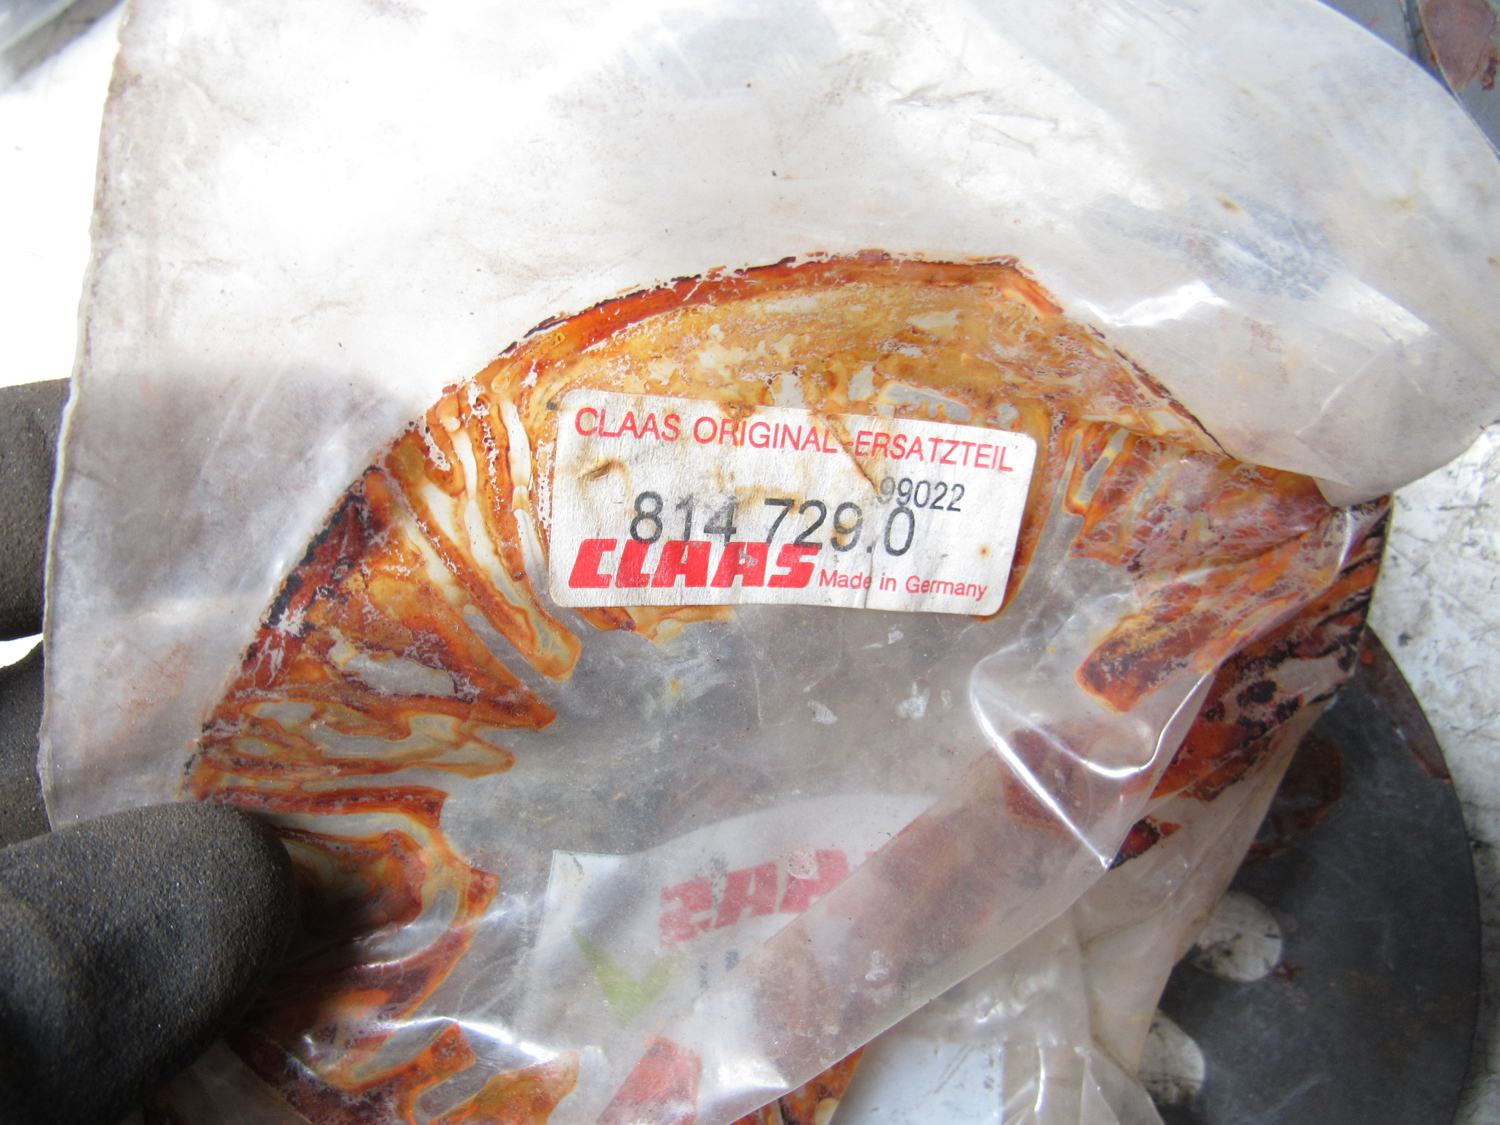 CLAAS ORIGINAL-ERSATZTEIL
99022
814 729.0
CLAAS Made in Germany